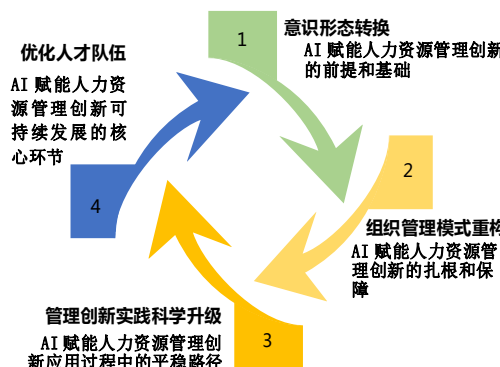 1
意识形态转换
AI 赋能人力资源管理创新
的前提和基础
2
组织管理模式重构
AI 赋能人力资源管
理创新的扎根和保
障
3
管理创新实践科学升级
AI 赋能人力资源管理创
新应用过程中的平稳路径
4
优化人才队伍
AI 赋能人力资
源管理创新可
持续发展的核
心环节